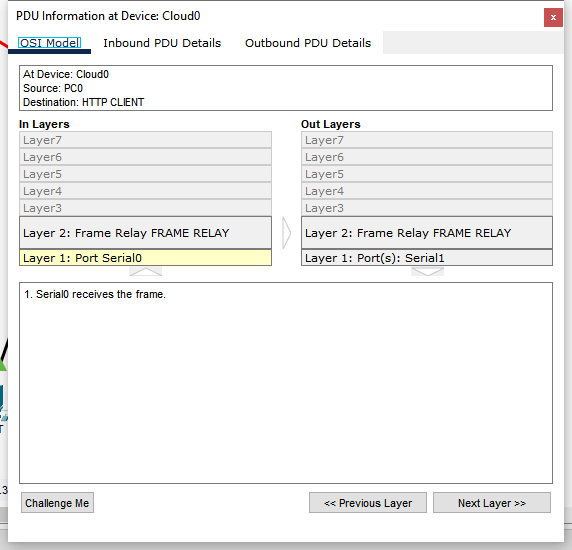 PDU Information at Device: Cloud0
x
OSI Model Inbound PDU Details Outbound PDU Details
At Device: Cloud0
Source: PC0
Destination: HTTP CLIENT
In Layers
Layer7
Layer6
Layer5
Layer4
Layer3
Layer 2: Frame Relay FRAME RELAY
Layer 1: Port Serial0
Out Layers
Layer7
Layer6
Layer5
Layer4
Layer3
Layer 2: Frame Relay FRAME RELAY
Layer 1: Port(s): Serial1
1. Serial0 receives the frame.
T
.3
Challenge Me << Previous Layer Next Layer >>